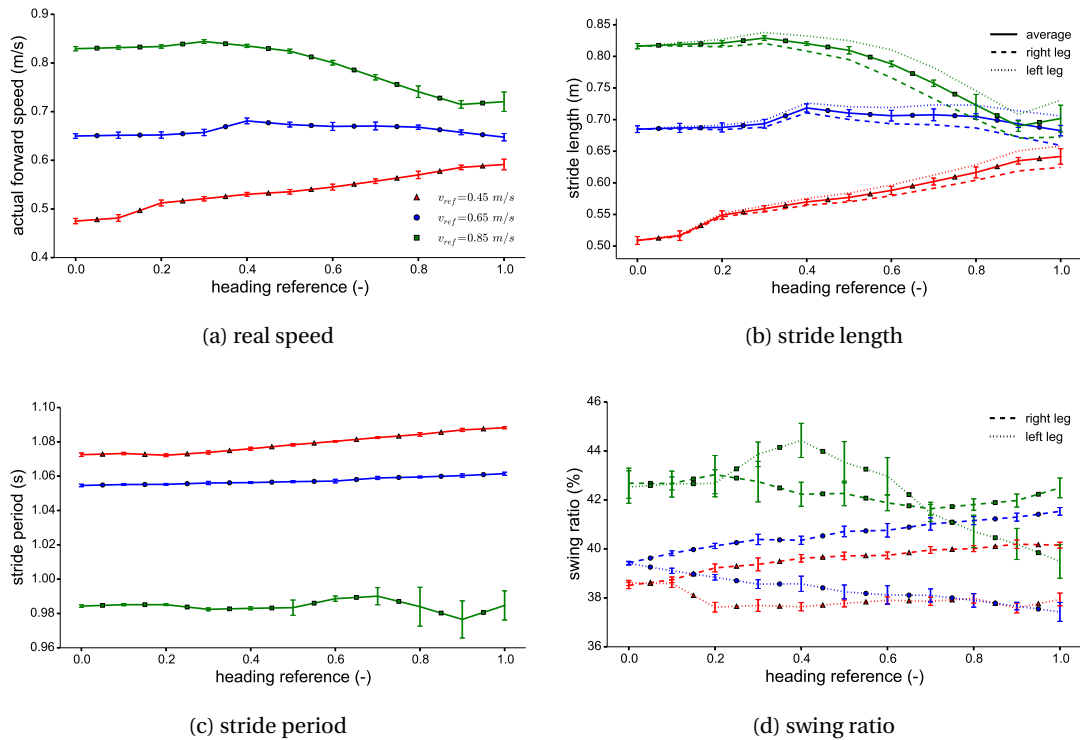 0.9
0.8
0.7
0.6
0.5
0.4
actual forward speed (m/s)
v_ref=0.45 m/s
v_ref=0.65 m/s
v_ref=0.85 m/s
0.0 0.2 0.4 0.6 0.8 1.0
heading reference (-)
(a) real speed
0.85
0.80
0.75
0.70
0.65
0.60
0.55
0.50
stride length (m)
average
right leg
left leg
0.0 0.2 0.4 0.6 0.8 1.0
heading reference (-)
(b) stride length
1.10
1.08
1.06
1.04
1.02
1.00
0.98
0.96
stride period (s)
0.0 0.2 0.4 0.6 0.8 1.0
heading reference (-)
(c) stride period
46
44
42
40
38
36
swing ratio (%)
right leg
left leg
0.0 0.2 0.4 0.6 0.8 1.0
heading reference (-)
(d) swing ratio